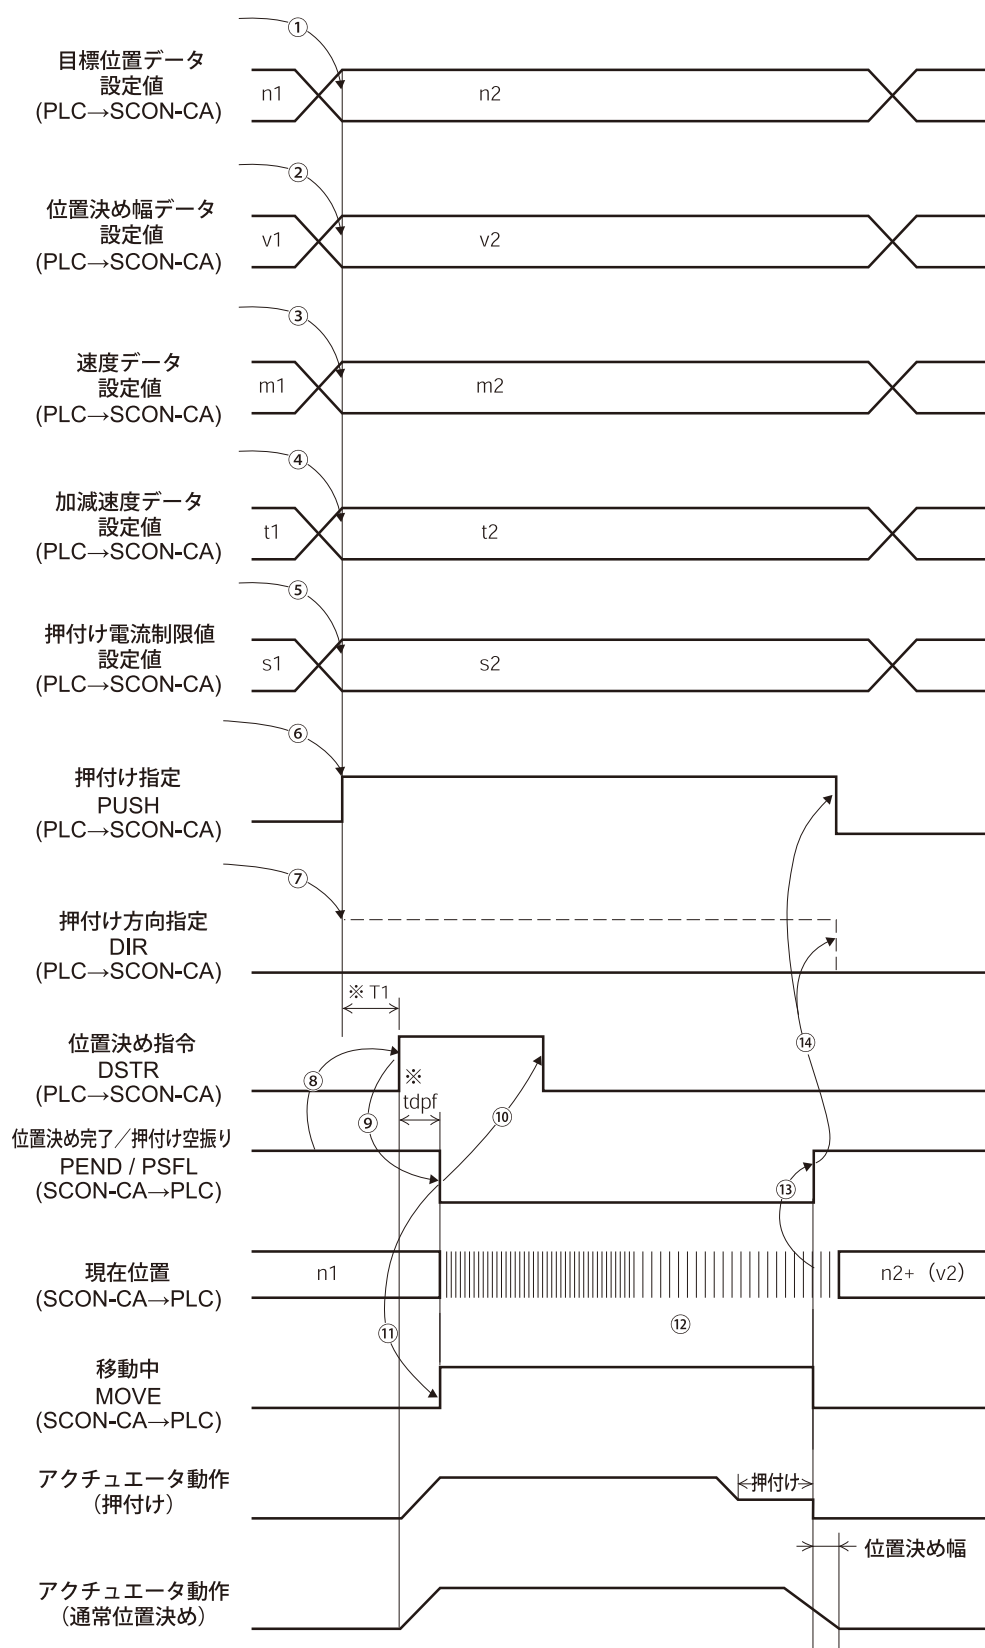 ①
目標位置データ
設定値
(PLC→SCON-CA)
n1
n2
②
位置決め幅データ
設定値
(PLC→SCON-CA)
v1
v2
③
速度データ
設定値
(PLC→SCON-CA)
m1
m2
④
加減速度データ
設定値
(PLC→SCON-CA)
t1
t2
⑤
押付け電流制限値
設定値
(PLC→SCON-CA)
s1
s2
⑥
押付け指定
PUSH
(PLC→SCON-CA)
⑦
押付け方向指定
DIR
(PLC→SCON-CA)
※ T1
⑭
位置決め指令
DSTR
(PLC→SCON-CA)
⑧
※
tdpf
⑨
⑩
位置決め完了／押付け空振り
PEND / PSFL
(SCON-CA→PLC)
⑬
現在位置
(SCON-CA→PLC)
n1
n2+（v2）
⑪
⑫
移動中
MOVE
(SCON-CA→PLC)
アクチュエータ動作
（押付け）
押付け
位置決め幅
アクチュエータ動作
（通常位置決め）